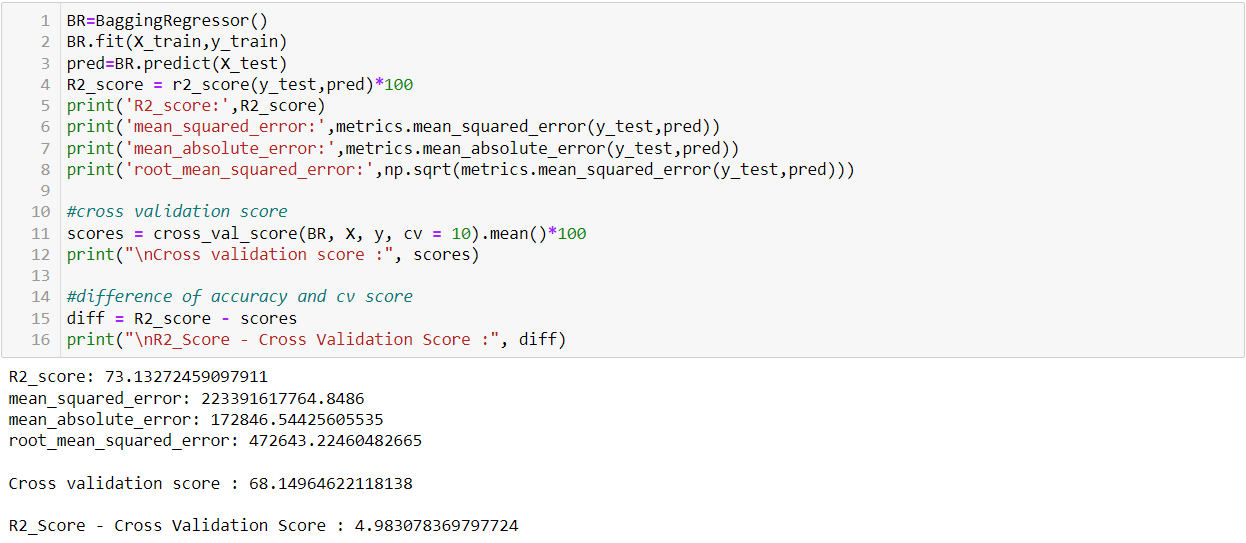 1 BR=BaggingRegressor()
2 BR.fit(X_train,y_train)
3 pred=BR.predict(X_test)
4 R2_score = r2_score(y_test,pred)*100
5 print('R2_score:',R2_score)
6 print('mean_squared_error:',metrics.mean_squared_error(y_test,pred))
7 print('mean_absolute_error:',metrics.mean_absolute_error(y_test,pred))
8 print('root_mean_squared_error:',np.sqrt(metrics.mean_squared_error(y_test,pred)))
9
10 #cross validation score
11 scores = cross_val_score(BR, X, y, cv = 10).mean()*100
12 print("\nCross validation score :", scores)
13
14 #difference of accuracy and cv score
15 diff = R2_score - scores
16 print("\nR2_Score - Cross Validation Score :", diff)
R2_score: 73.13272459097911
mean_squared_error: 223391617764.8486
mean_absolute_error: 172846.54425605535
root_mean_squared_error: 472643.22460482665
Cross validation score : 68.14964622118138
R2_Score - Cross Validation Score : 4.983078369797724